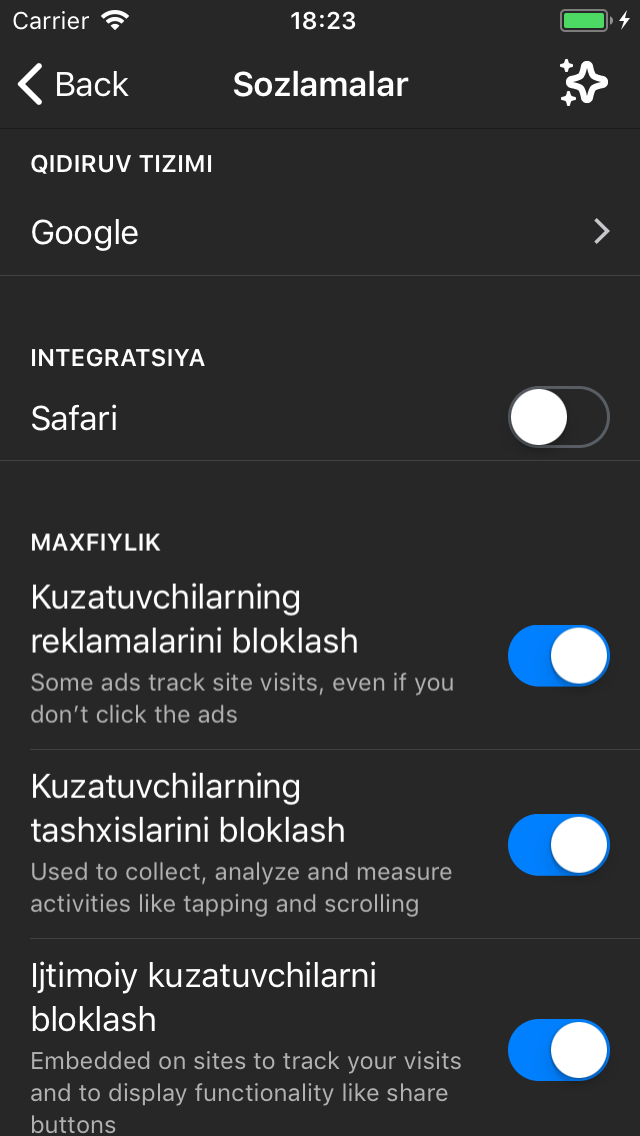 Carrier 18:23
Back Sozlamalar
QIDIRUV TIZIMI
Google
INTEGRATSIYA
Safari
MAXFIYLIK
Kuzatuvchilarning
reklamalarini bloklash
Some ads track site visits, even if you
don’t click the ads
Kuzatuvchilarning
tashxislarini bloklash
Used to collect, analyze and measure
activities like tapping and scrolling
Ijtimoiy kuzatuvchilarni
bloklash
Embedded on sites to track your visits
and to display functionality like share
buttons